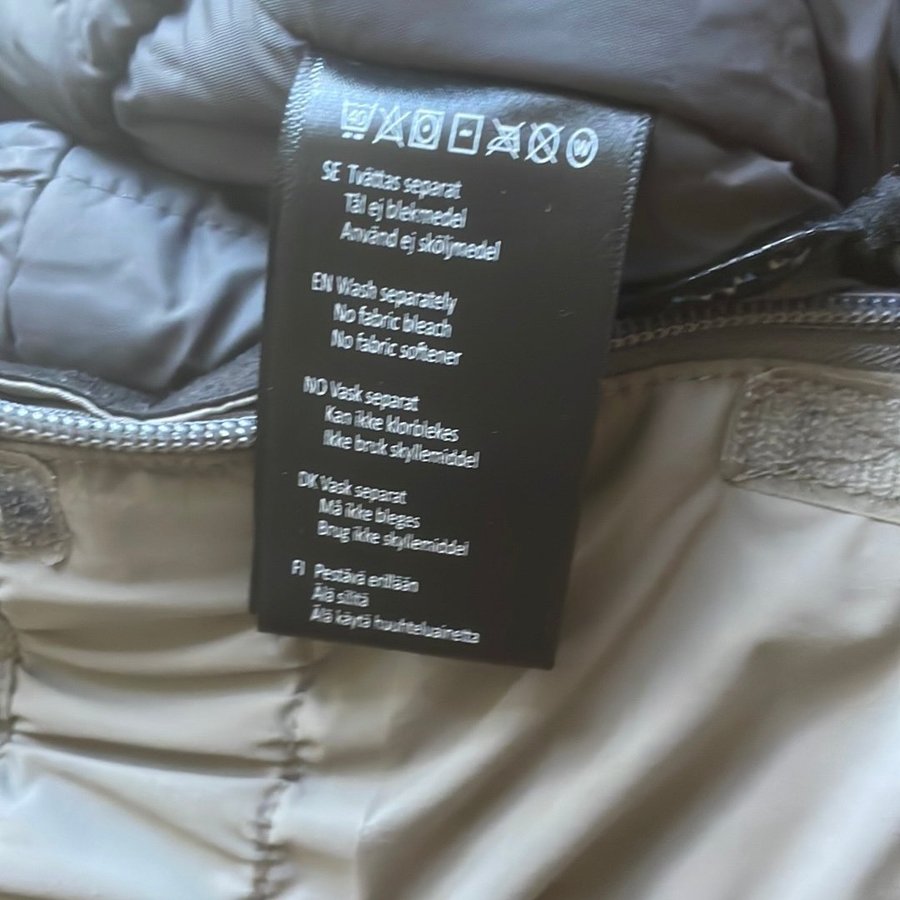 SE Tvättas separat
Tål ej blekmedel
Använd ej sköljmedel
EN Wash separately
No fabric bleach
No fabric softener
NO Vask separat
Kan ikke klorblekes
Ikke bruk skyllemiddel
DK Vask separat
Må ikke bleges
Brug ikke skyllemiddel
FI Pestävä erillään
Älä silitä
Älä käytä huuhteluainetta